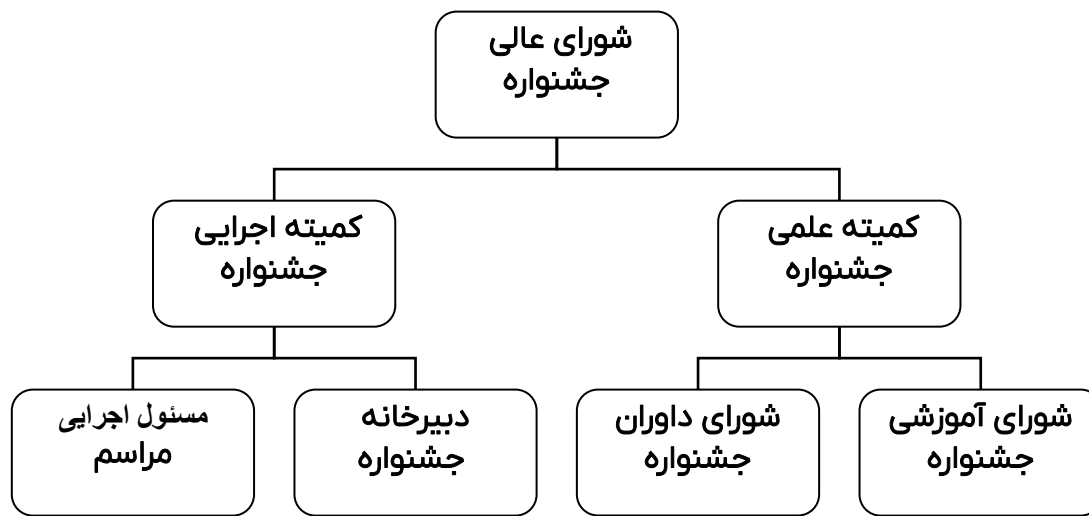 شورای عالی
جشنواره
کمیته علمی
جشنواره
کمیته اجرایی
جشنواره
شورای آموزشی
جشنواره
شورای داوران
جشنواره
دبیرخانه
جشنواره
مسئول اجرایی
مراسم